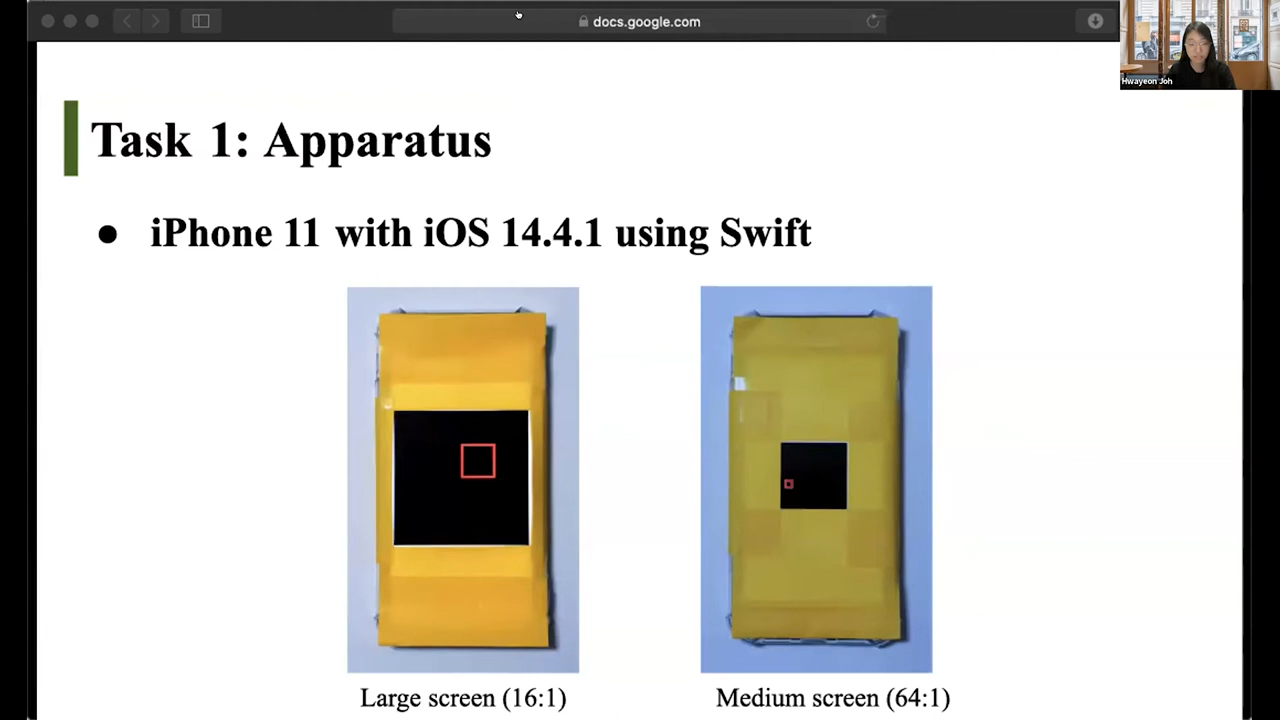 docs.google.com
Hwayeon Joh
Task 1: Apparatus
● iPhone 11 with iOS 14.4.1 using Swift
Large screen (16:1)
Medium screen (64:1)